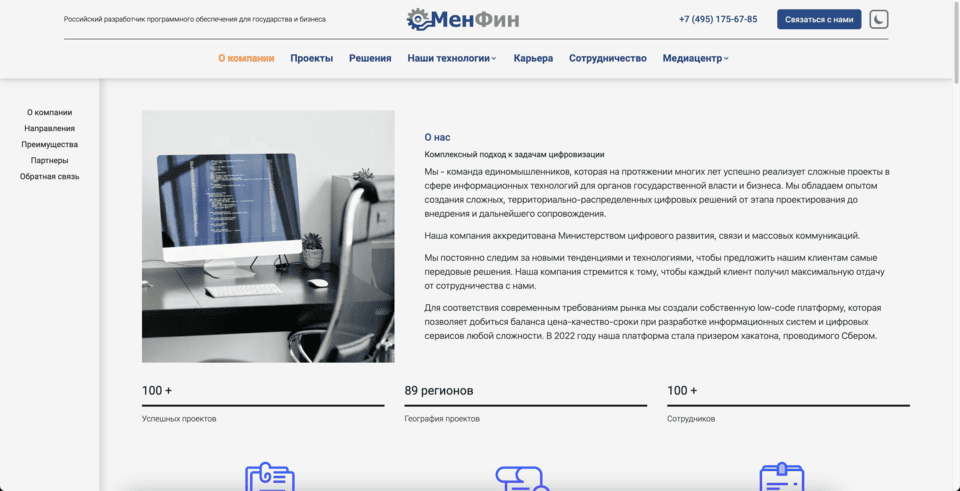 Российский разработчик программного обеспечения для государства и бизнеса
МенФин
+7 (495) 175-67-85
Связаться с нами
О компании Проекты Решения Наши технологии Карьера Сотрудничество Медиацентр
О компании
Направления
Преимущества
Партнеры
Обратная связь
О нас
Комплексный подход к задачам цифровизации
Мы - команда единомышленников, которая на протяжении многих лет успешно реализует сложные проекты в
сфере информационных технологий для органов государственной власти и бизнеса. Мы обладаем опытом
создания сложных, территориально-распределенных цифровых решений от этапа проектирования до
внедрения и дальнейшего сопровождения.
Наша компания аккредитована Министерством цифрового развития, связи и массовых коммуникаций.
Мы постоянно следим за новыми тенденциями и технологиями, чтобы предложить нашим клиентам самые
передовые решения. Наша компания стремится к тому, чтобы каждый клиент получил максимальную отдачу
от сотрудничества с нами.
Для соответствия современным требованиям рынка мы создали собственную low-code платформу, которая
позволяет добиться баланса цена-качество-сроки при разработке информационных систем и цифровых
сервисов любой сложности. В 2022 году наша платформа стала призером хакатона, проводимого Сбером.
100 +
Успешных проектов
89 регионов
География проектов
100 +
Сотрудников